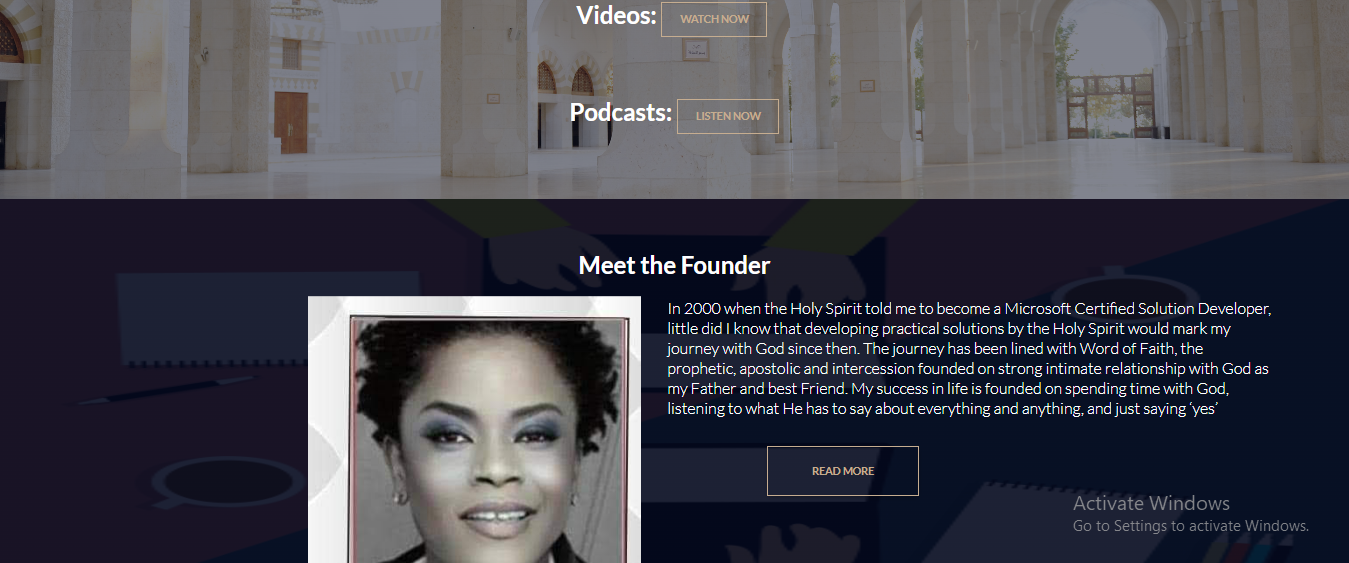 Videos: WATCH NOW
Podcasts: LISTEN NOW
Meet the Founder
In 2000 when the Holy Spirit told me to become a Microsoft Certified Solution Developer,
little did I know that developing practical solutions by the Holy Spirit would mark my
journey with God since then. The journey has been lined with Word of Faith, the
prophetic, apostolic and intercession founded on strong intimate relationship with God as
my Father and best Friend. My success in life is founded on spending time with God,
listening to what He has to say about everything and anything, and just saying ‘yes’
READ MORE
Activate Windows
Go to Settings to activate Windows.